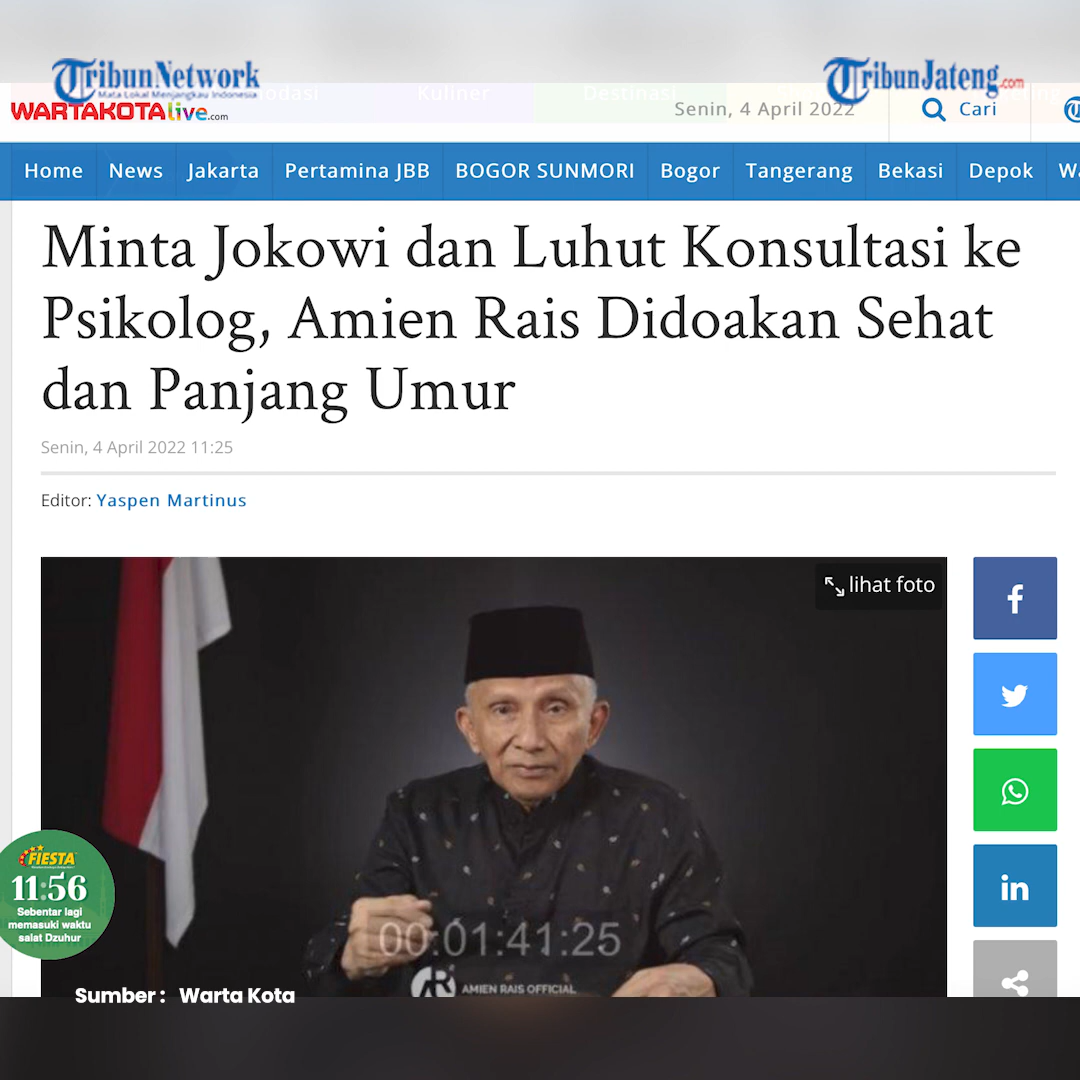 TribunNetwork
Mata Lokal Menjangkau Indonesia
TribunJateng.com
Kuliner
Destinasi
WARTAKOTAlive.com
Senin, 4 April 2022
Cari
Home News Jakarta Pertamina JBB BOGOR SUNMORI Bogor Tangerang Bekasi Depok
Minta Jokowi dan Luhut Konsultasi ke
Psikolog, Amien Rais Didoakan Sehat
dan Panjang Umur
Senin, 4 April 2022 11:25
Editor: Yaspen Martinus
lihat foto
FIESTA
11:56
Sebentar lagi
memasuki waktu
salat Dzuhur
00:01:41:25
AR AMIEN RAIS OFFICIAL
Sumber : Warta Kota